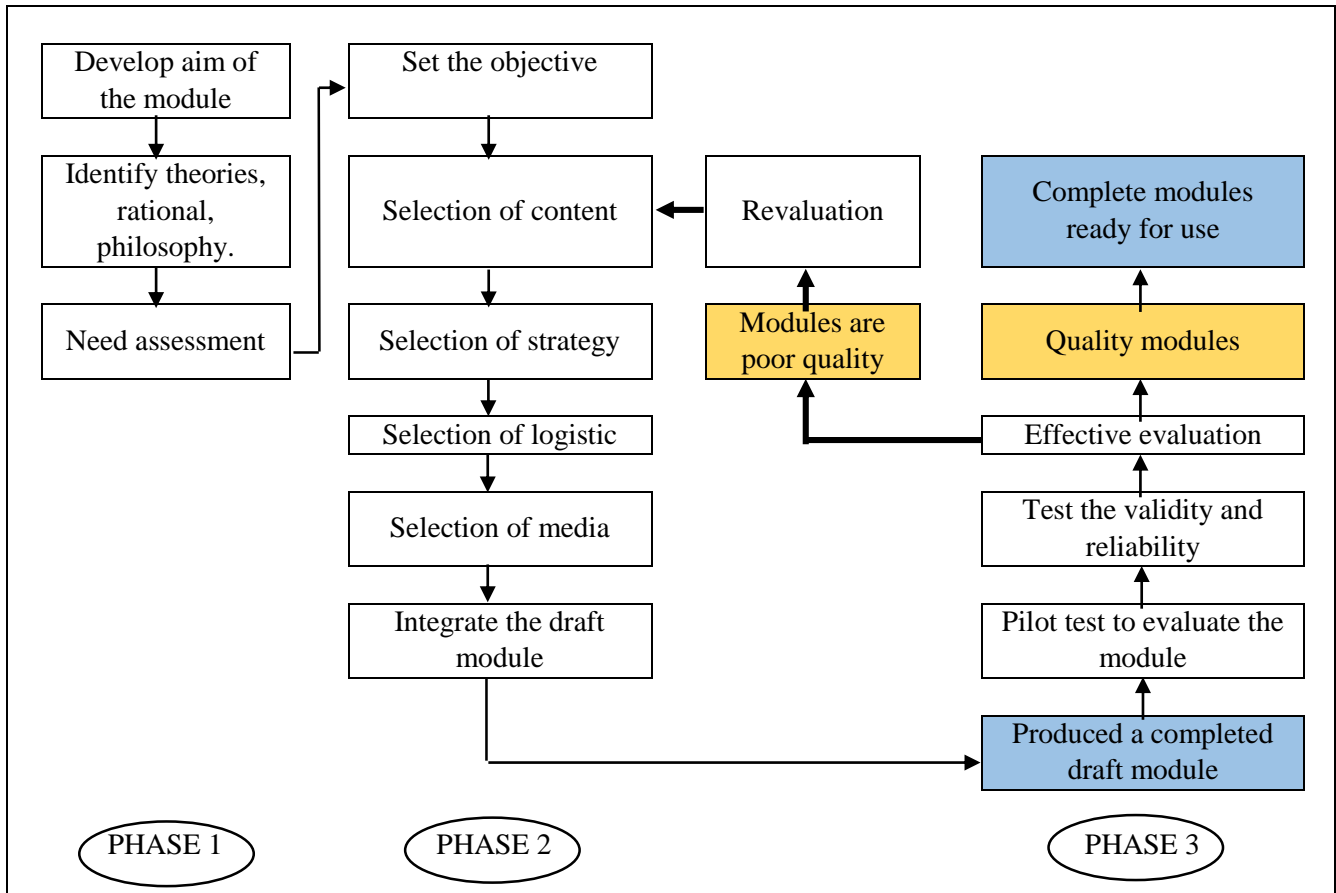 Develop aim of
the module
Identify theories,
rational,
philosophy.
Need assessment
Set the objective
Selection of content
Selection of strategy
Selection of logistic
Selection of media
Integrate the draft
module
Revaluation
Modules are
poor quality
Complete modules
ready for use
Quality modules
Effective evaluation
Test the validity and
reliability
Pilot test to evaluate the
module
Produced a completed
draft module
PHASE 1
PHASE 2
PHASE 3